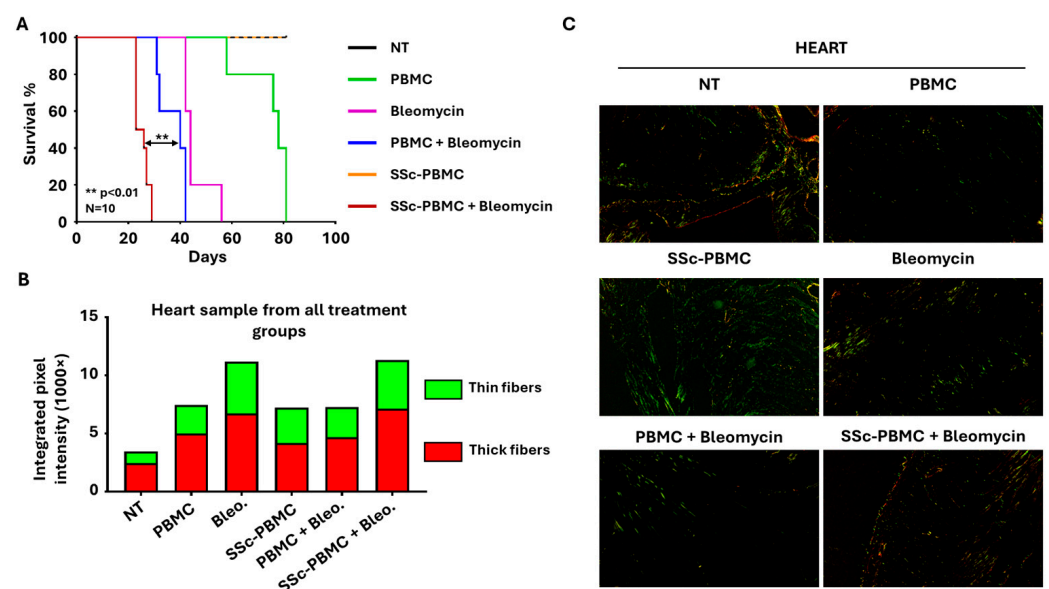 A
100
80
60
40
20
0
Survival %
**
** p<0.01
N=10
0 20 40 60 80 100
Days
NT
PBMC
Bleomycin
PBMC + Bleomycin
SSc-PBMC
SSc-PBMC + Bleomycin
B
Heart sample from all treatment
groups
15
10
5
0
Integrated pixel
intensity (1000×)
NT
PBMC
Bleo.
SSc-PBMC
PBMC + Bleo.
SSc-PBMC + Bleo.
Thin fibers
Thick fibers
C
HEART
NT PBMC
SSc-PBMC Bleomycin
PBMC + Bleomycin SSc-PBMC + Bleomycin